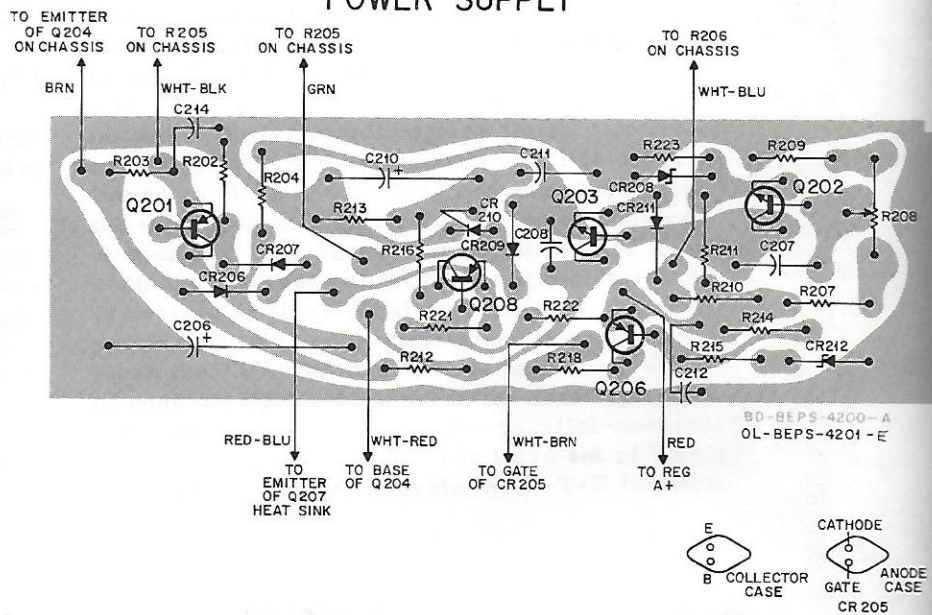 POWER SUPPLY
TO EMITTER
OF Q204
ON CHASSIS
TO R205
ON CHASSIS
TO R205
ON CHASSIS
TO R206
ON CHASSIS
BRN
WHT-BLK
GRN
WHT-BLU
C214
R203
R202
R204
C210
+
C211
R223
R209
Q201
R213
CR
210
Q203
CR208
Q202
CR211
R208
R216
CR209
C208
R211
C207
CR207
CR206
Q208
R210
R207
C206
+
R221
R222
R214
R212
R218
Q206
R215
CR212
C212
BD-BEPS-4200-A
OL-BEPS-4201-E
RED-BLU
WHT-RED
WHT-BRN
RED
TO
EMITTER
OF Q207
HEAT SINK
TO BASE
OF Q204
TO GATE
OF CR205
TO REG
A+
E
B
COLLECTOR
CASE
CATHODE
GATE
ANODE
CASE
CR205